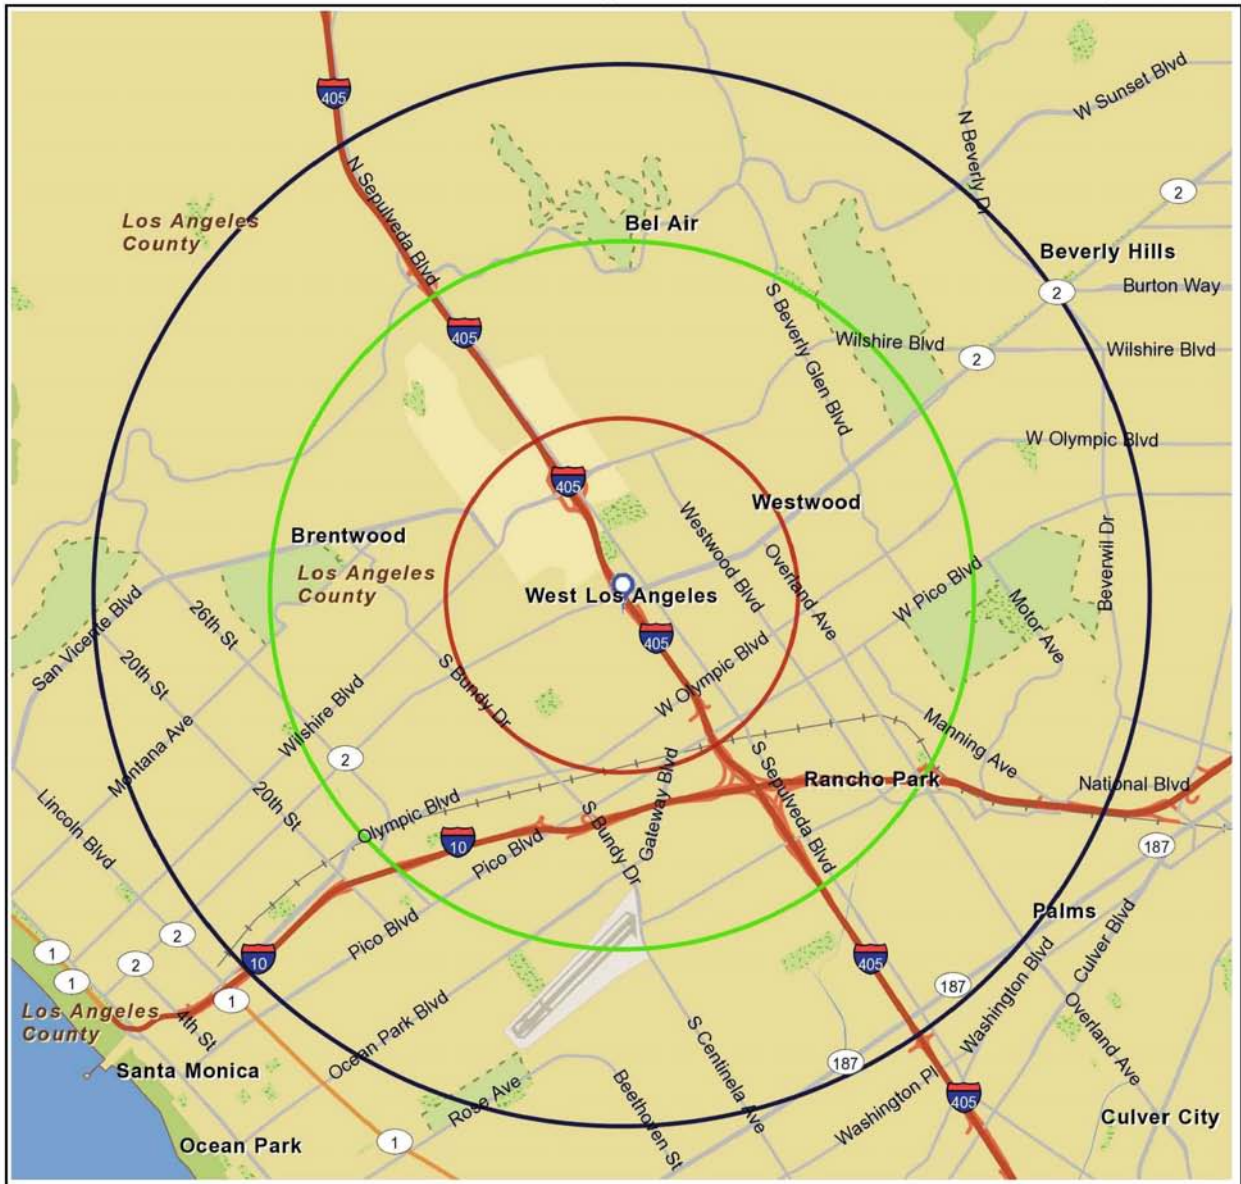 405
W Sunset Blvd
N Beverly Dr
N Sepulveda Blvd
2
Los Angeles
County
Bel Air
Beverly Hills
2
Burton Way
S Beverly Glen Blvd
405
Wilshire Blvd
2
Wilshire Blvd
W Olympic Blvd
405
Westwood
Brentwood
Westwood Blvd
Overland Ave
Beverwil Dr
Los Angeles
County
West Los Angeles
W Pico Blvd
Motor Ave
San Vicente Blvd
26th St
20th St
405
S Bundy Dr
W Olympic Blvd
Wilshire Blvd
Montana Ave
2
Manning Ave
Rancho Park
National Blvd
Lincoln Blvd
20th St
Olympic Blvd
10
Pico Blvd
S Bundy Dr
Gateway Blvd
S Sepulveda Blvd
187
Palms
Pico Blvd
2
1
2
10
405
Culver Blvd
Washington Blvd
1
1
187
Los Angeles
County
4th St
Ocean Park Blvd
S Centinela Ave
187
Overland Ave
Santa Monica
Rose Ave
Beethoven St
Washington Pl
405
Culver City
Ocean Park
1